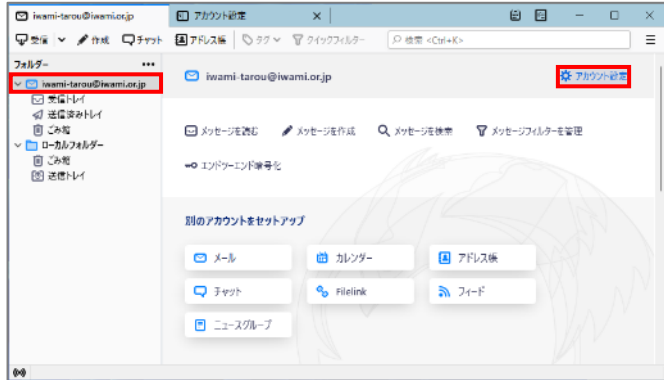 iwami-tarou@iwami.or.jp アカウント設定
受信 作成 チャット アドレス帳 タグ クイックフィルター 検索 <Ctrl+K>
フォルダー
iwami-tarou@iwami.or.jp アカウント設定
iwami-tarou@iwami.or.jp
受信トレイ
送信済みトレイ
ごみ箱
ローカルフォルダー
ごみ箱
送信トレイ
メッセージを読む メッセージを作成 メッセージを検索 メッセージフィルターを管理
エンドツーエンド暗号化
別のアカウントをセットアップ
メール カレンダー アドレス帳
チャット Filelink フィード
ニュースグループ